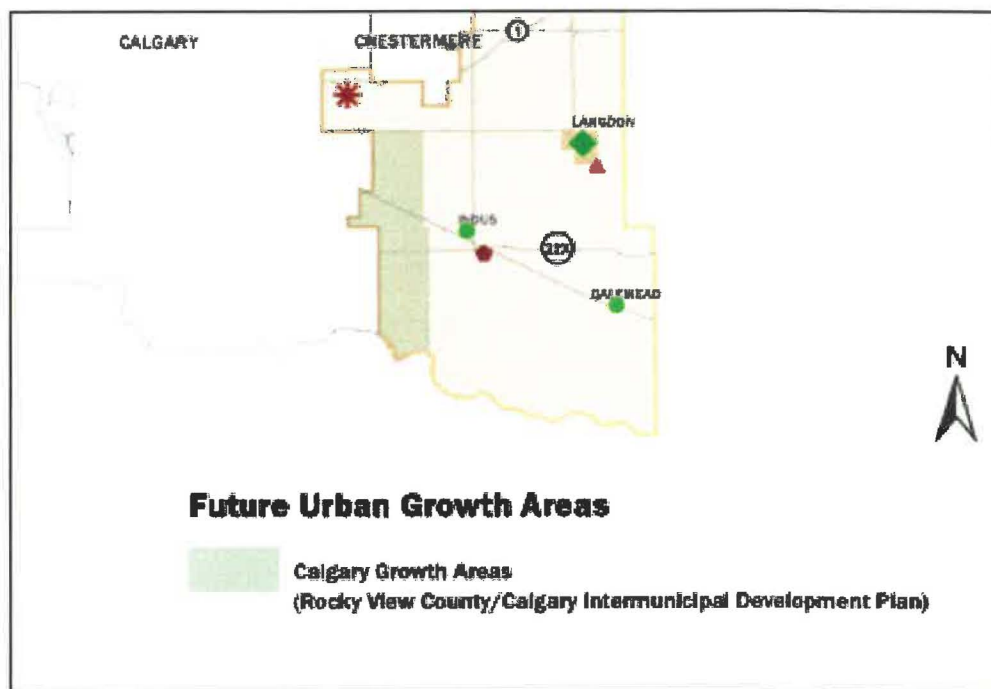 CALGARY
CHESTERMERE
1
LANGDON
INDUS
DALEMEAD
N
Future Urban Growth Areas
Calgary Growth Areas
(Rocky View County/Calgary Intermunicipal Development Plan)